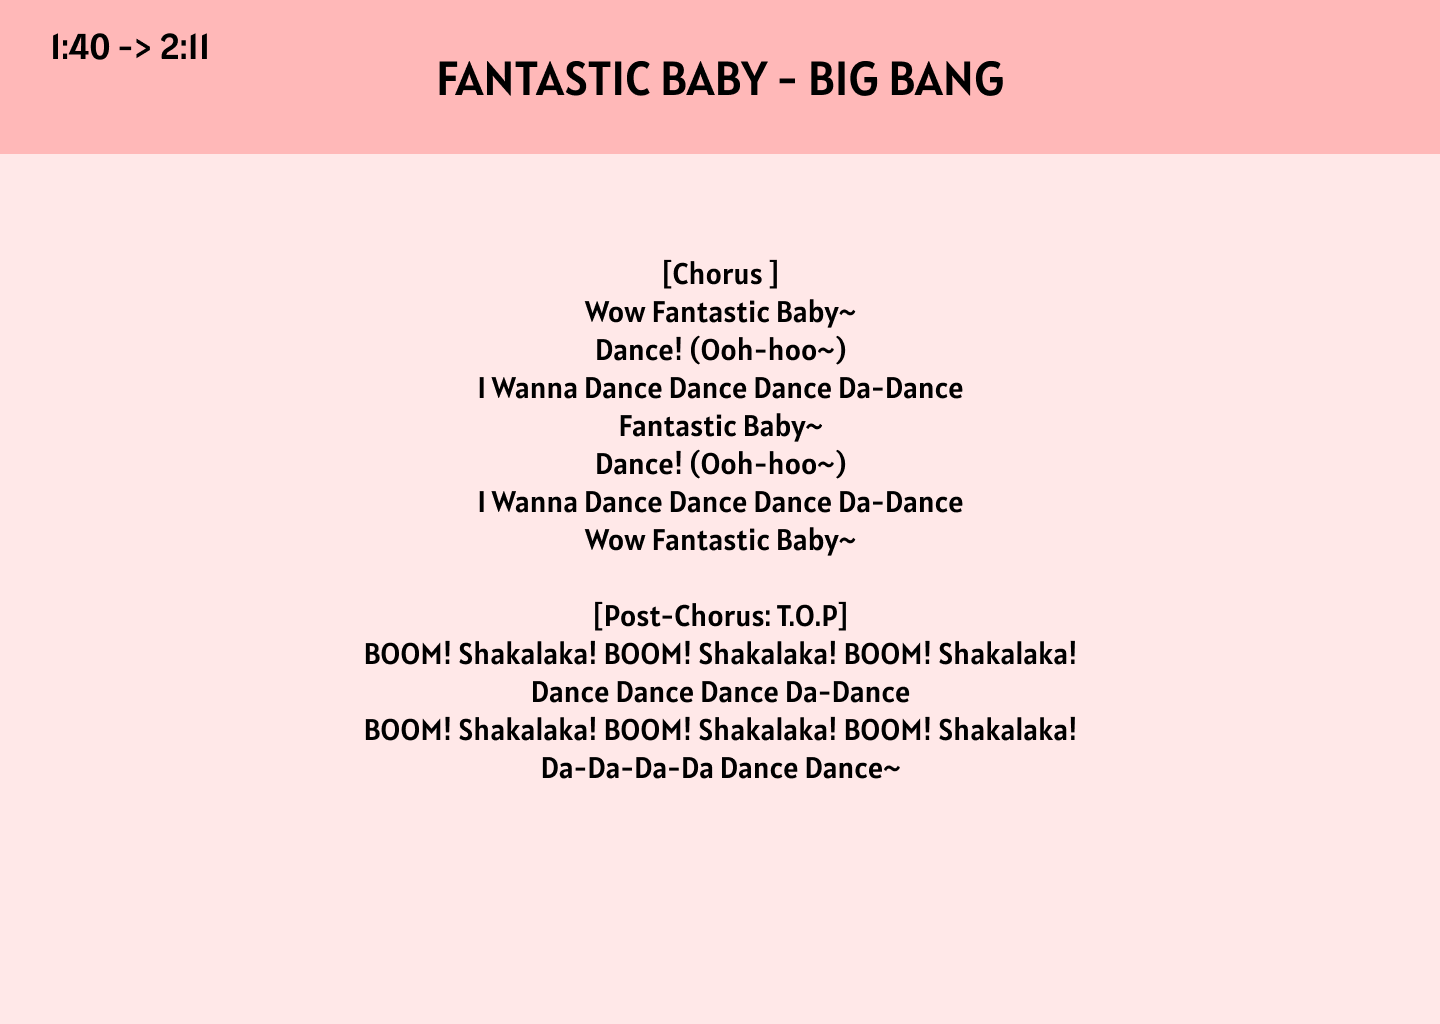 1:40 -> 2:11
FANTASTIC BABY - BIG BANG
[Chorus ]
Wow Fantastic Baby~
Dance! (Ooh-hoo~)
I Wanna Dance Dance Dance Da-Dance
Fantastic Baby~
Dance! (Ooh-hoo~)
I Wanna Dance Dance Dance Da-Dance
Wow Fantastic Baby~
[Post-Chorus: T.O.P]
BOOM! Shakalaka! BOOM! Shakalaka! BOOM! Shakalaka!
Dance Dance Dance Da-Dance
BOOM! Shakalaka! BOOM! Shakalaka! BOOM! Shakalaka!
Da-Da-Da-Da Dance Dance~